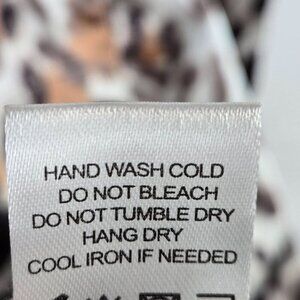 HAND WASH COLD
DO NOT BLEACH
DO NOT TUMBLE DRY
HANG DRY
COOL IRON IF NEEDED